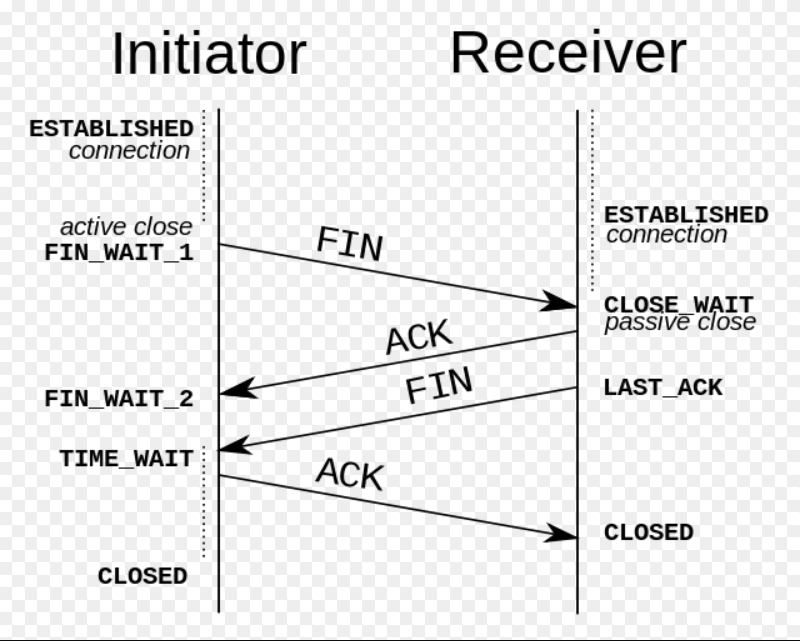 Initiator
Receiver
ESTABLISHED
connection
active close
FIN_WAIT_1
FIN
ESTABLISHED
connection
CLOSE_WAIT
passive close
ACK
FIN_WAIT_2
FIN
LAST_ACK
TIME_WAIT
ACK
CLOSED
CLOSED